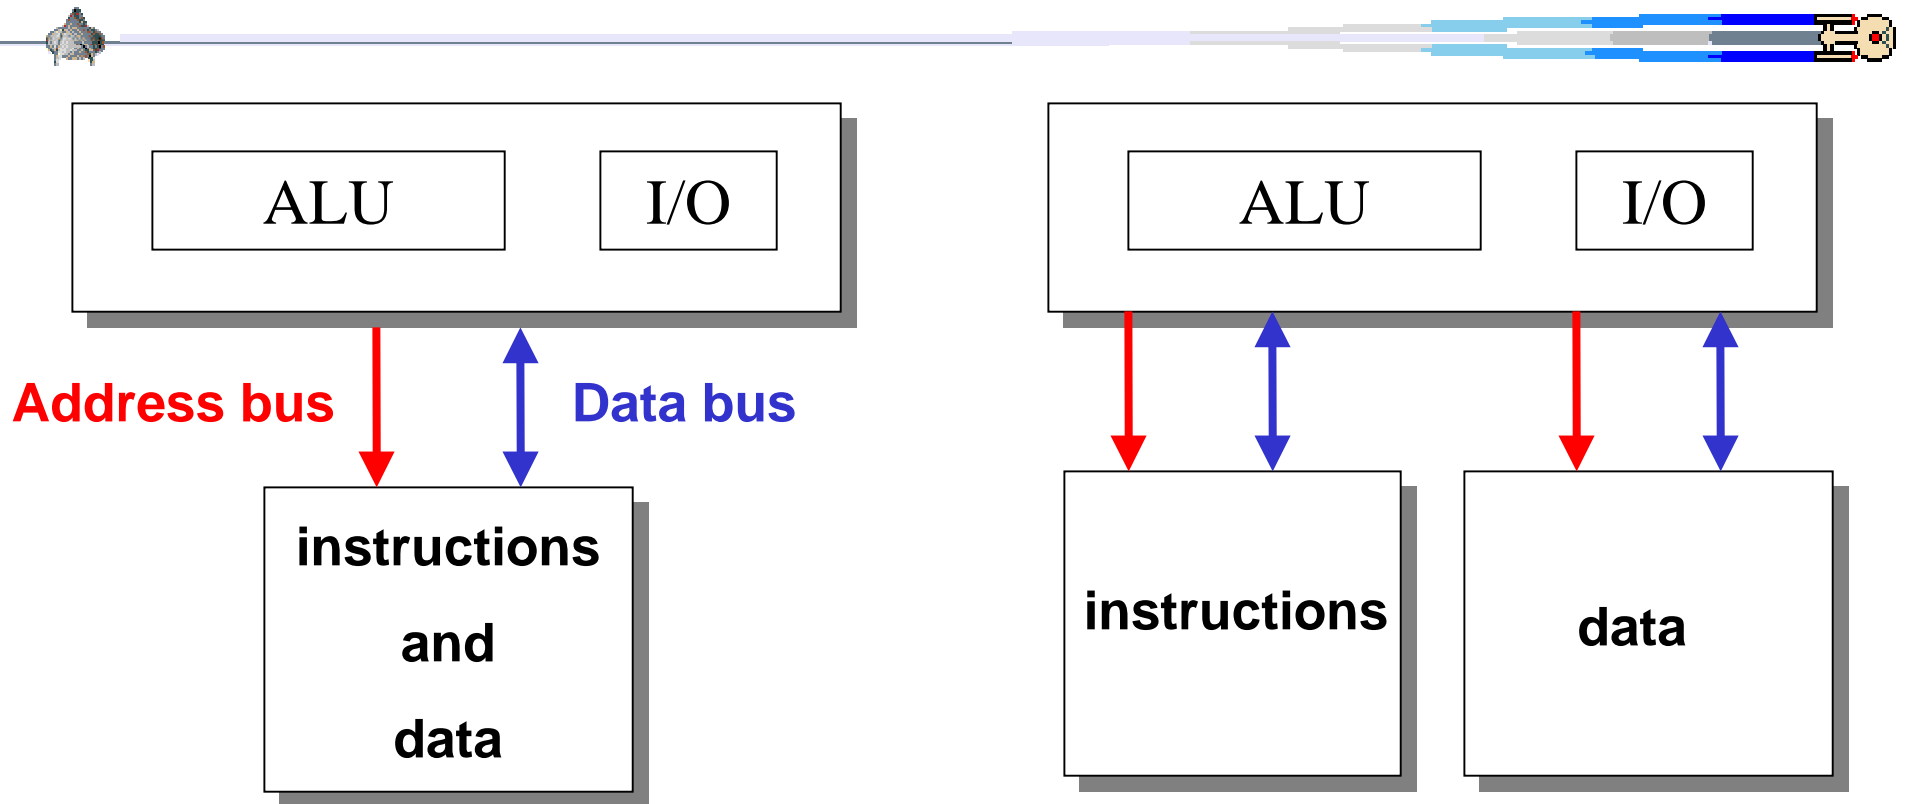 ALU
I/O
Address bus
Data bus
instructions
and
data
ALU
I/O
instructions
data